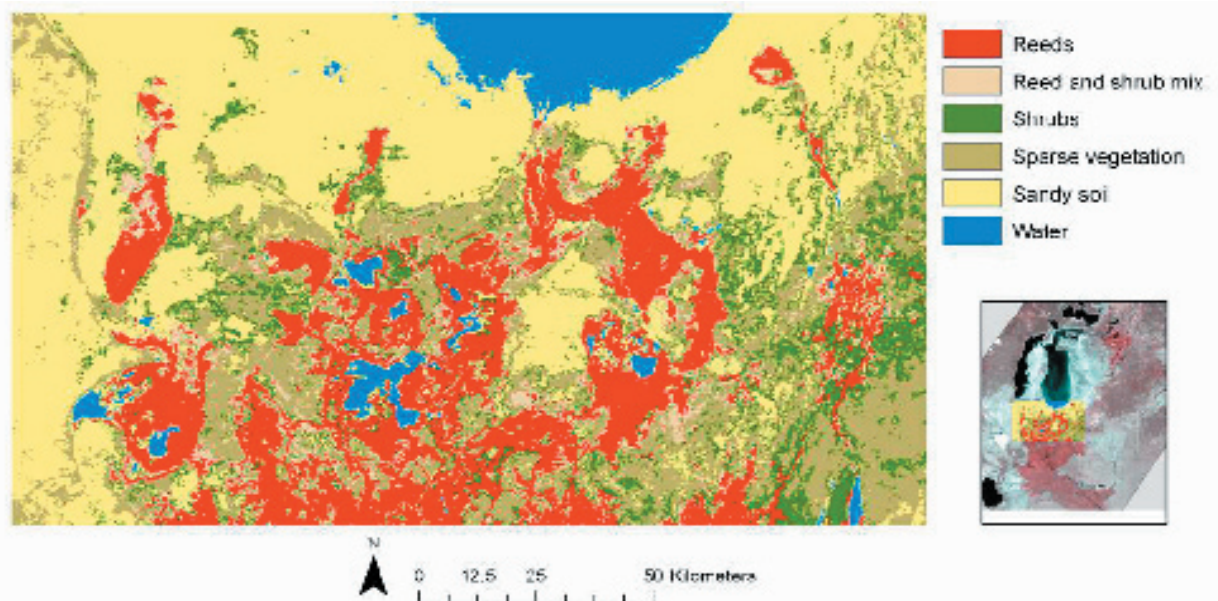 Reeds
Reed and shrub mix
Shrubs
Sparse vegetation
Sandy soil
Water
N
0 12.5 25 50 Kilometers